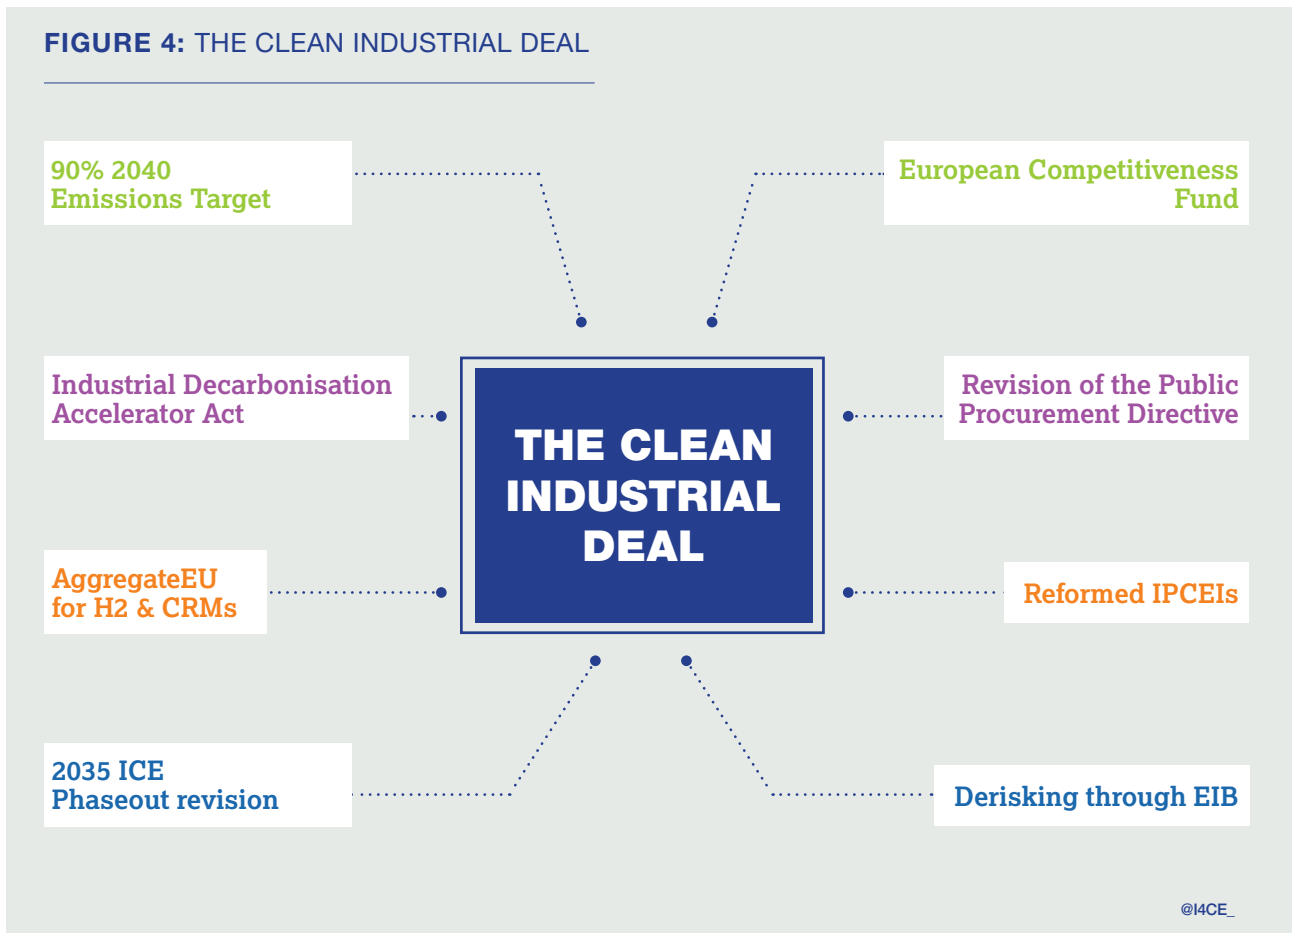 FIGURE 4: THE CLEAN INDUSTRIAL DEAL
90% 2040
Emissions Target
European Competitiveness
Fund
Industrial Decarbonisation
Accelerator Act
Revision of the Public
Procurement Directive
THE CLEAN
INDUSTRIAL
DEAL
AggregateEU
for H2 & CRMs
Reformed IPCEIs
2035 ICE
Phaseout revision
Derisking through EIB
@I4CE_